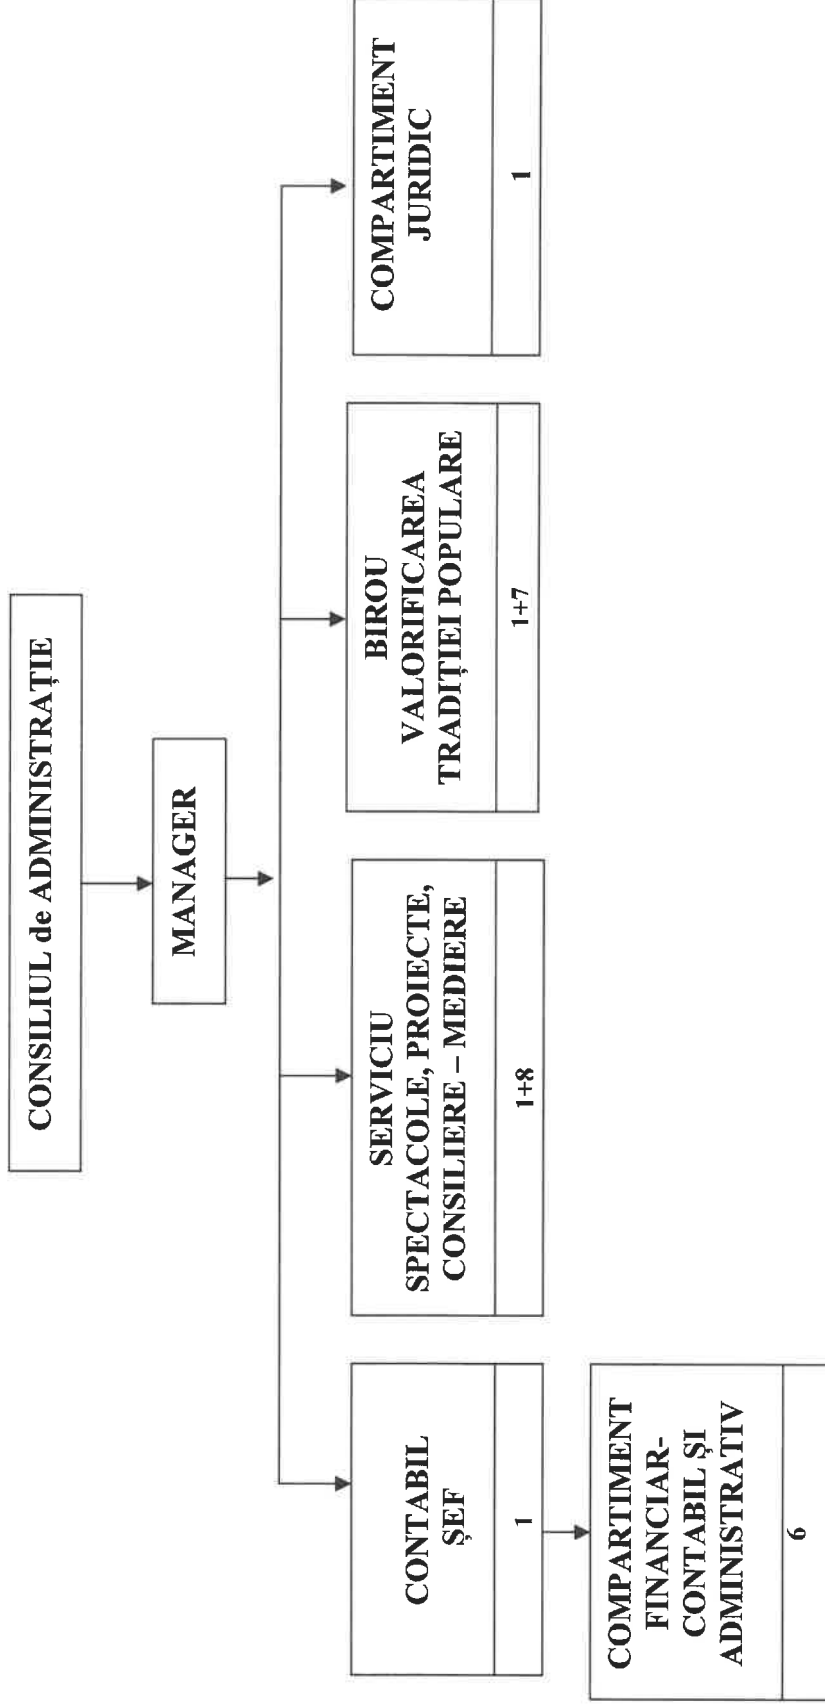 CONSILIUL de ADMINISTRAȚIE
MANAGER
CONTABIL
ȘEF
1
SERVICIU
SPECTACOLE, PROIECTE,
CONSILIERE – MEDIERE
1+8
BIROU
VALORIFICAREA
TRADIȚIEI POPULARE
1+7
COMPARTIMENT
JURIDIC
1
COMPARTIMENT
FINANCIAR-
CONTABIL ȘI
ADMINISTRATIV
6